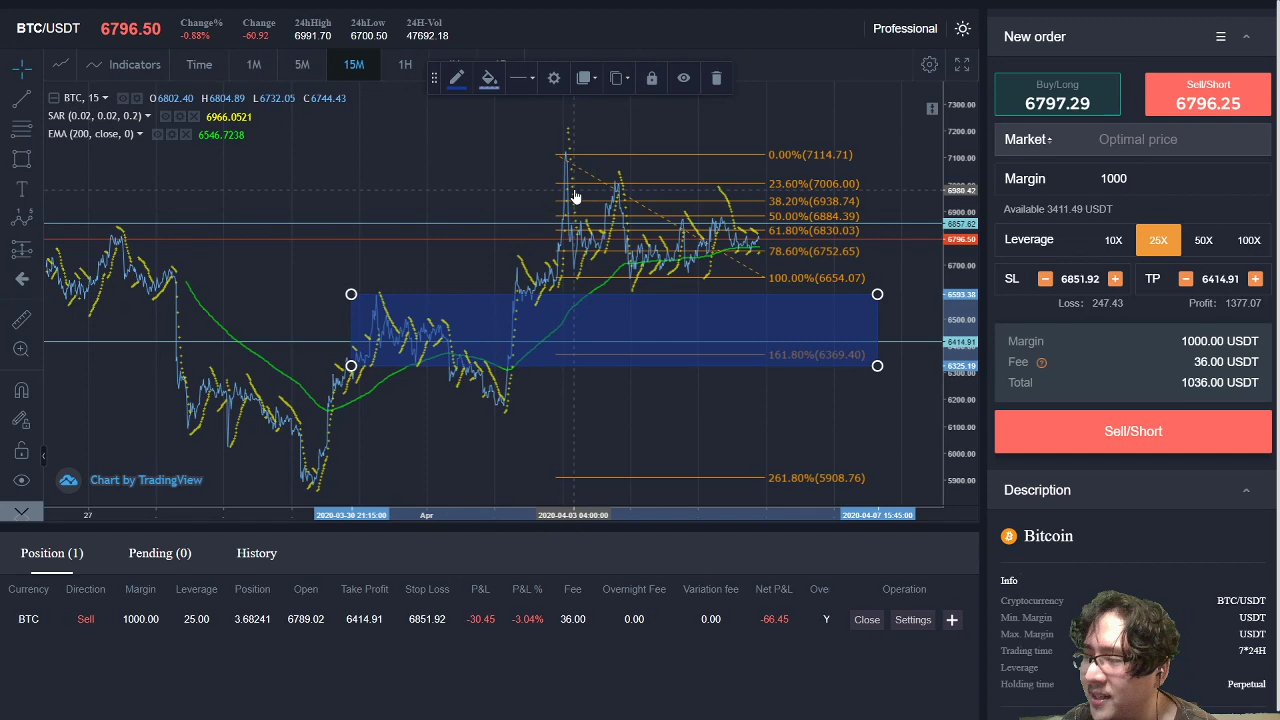 BTC/USDT 6796.50 Change% -0.88% Change -60.92 24hHigh 6991.70 24hLow 6700.50 24H-Vol 47692.18 Professional
Indicators Time 1M 5M 15M 1H
BTC, 15 O6802.40 H6804.89 L6732.05 C6744.43
SAR (0.02, 0.02, 0.2) 6966.0521
EMA (200, close, 0) 6546.7238
0.00%(7114.71)
23.60%(7006.00)
38.20%(6938.74)
50.00%(6884.39)
61.80%(6830.03)
78.60%(6752.65)
100.00%(6654.07)
161.80%(6369.40)
261.80%(5908.76)
7300.00
7200.00
7100.00
6980.42
6900.00
6857.62
6796.50
6700.00
6593.38
6500.00
6414.91
6325.19
6300.00
6200.00
6100.00
6000.00
5900.00
Chart by TradingView
27 2020-03-30 21:15:00 Apr 2020-04-03 04:00:00 2020-04-07 15:45:00
New order
Buy/Long Sell/Short
6797.29 6796.25
Market Optimal price
Margin 1000
Available 3411.49 USDT
Leverage 10X 25X 50X 100X
SL − 6851.92 + TP − 6414.91 +
Loss: 247.43 Profit: 1377.07
Margin 1000.00 USDT
Fee 36.00 USDT
Total 1036.00 USDT
Sell/Short
Description
Bitcoin
Info
Cryptocurrency BTC/USDT
Min. Margin USDT
Max. Margin USDT
Trading time 7*24H
Leverage
Holding time Perpetual
Position (1) Pending (0) History
Currency Direction Margin Leverage Position Open Take Profit Stop Loss P&L P&L % Fee Overnight Fee Variation fee Net P&L Ove Operation
BTC Sell 1000.00 25.00 3.68241 6789.02 6414.91 6851.92 -30.45 -3.04% 36.00 0.00 0.00 -66.45 Y Close Settings +